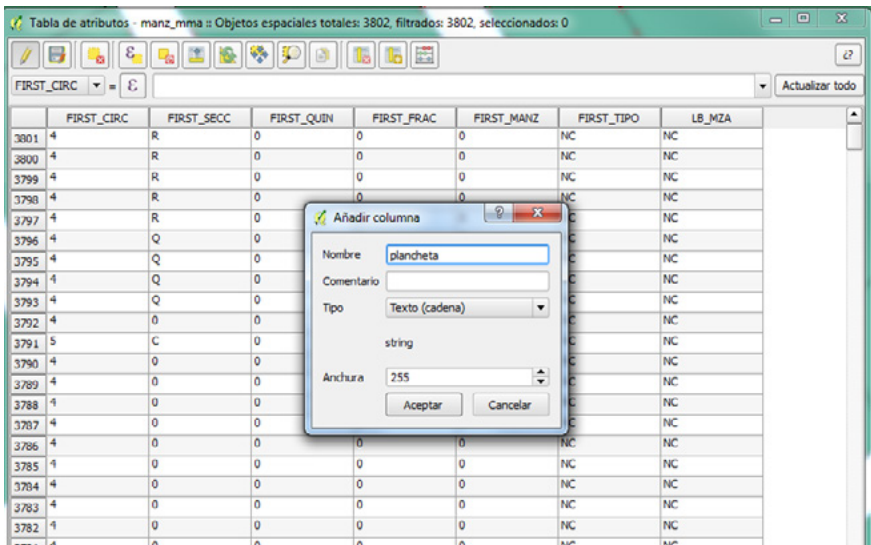 Tabla de atributos - manz_mma :: Objetos espaciales totales: 3802, filtrados: 3802, seleccionados: 0
FIRST_CIRC = ε Actualizar todo
FIRST_CIRC FIRST_SECC FIRST_QUIN FIRST_FRAC FIRST_MANZ FIRST_TIPO LB_MZA
3801 4 R 0 0 0 NC NC
3800 4 R 0 0 0 NC NC
3799 4 R 0 0 0 NC NC
3798 4 R 0 0 0 NC NC
3797 4 R 0 NC
3796 4 Q 0 NC
3795 4 Q 0 NC
3794 4 Q 0 NC
3793 4 Q 0 NC
3792 4 0 0 NC
3791 5 C 0 NC
3790 4 0 0 NC
3789 4 0 0 NC
3788 4 0 0 NC
3787 4 0 0 NC
3786 4 0 0 0 0 NC NC
3785 4 0 0 0 0 NC NC
3784 4 0 0 0 0 NC NC
3783 4 0 0 0 0 NC NC
3782 4 0 0 0 0 NC NC
Añadir columna
Nombre plancheta
Comentario
Tipo Texto (cadena)
string
Anchura 255
Aceptar Cancelar